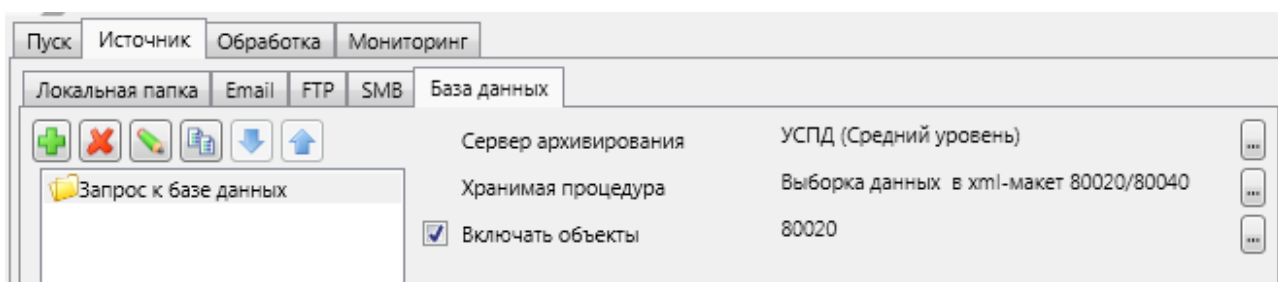 Пуск Источник Обработка Мониторинг
Локальная папка Email FTP SMB База данных
Сервер архивирования УСПД (Средний уровень) ...
Запрос к базе данных Хранимая процедура Выборка данных в xml-макет 80020/80040 ...
Включать объекты 80020 ...